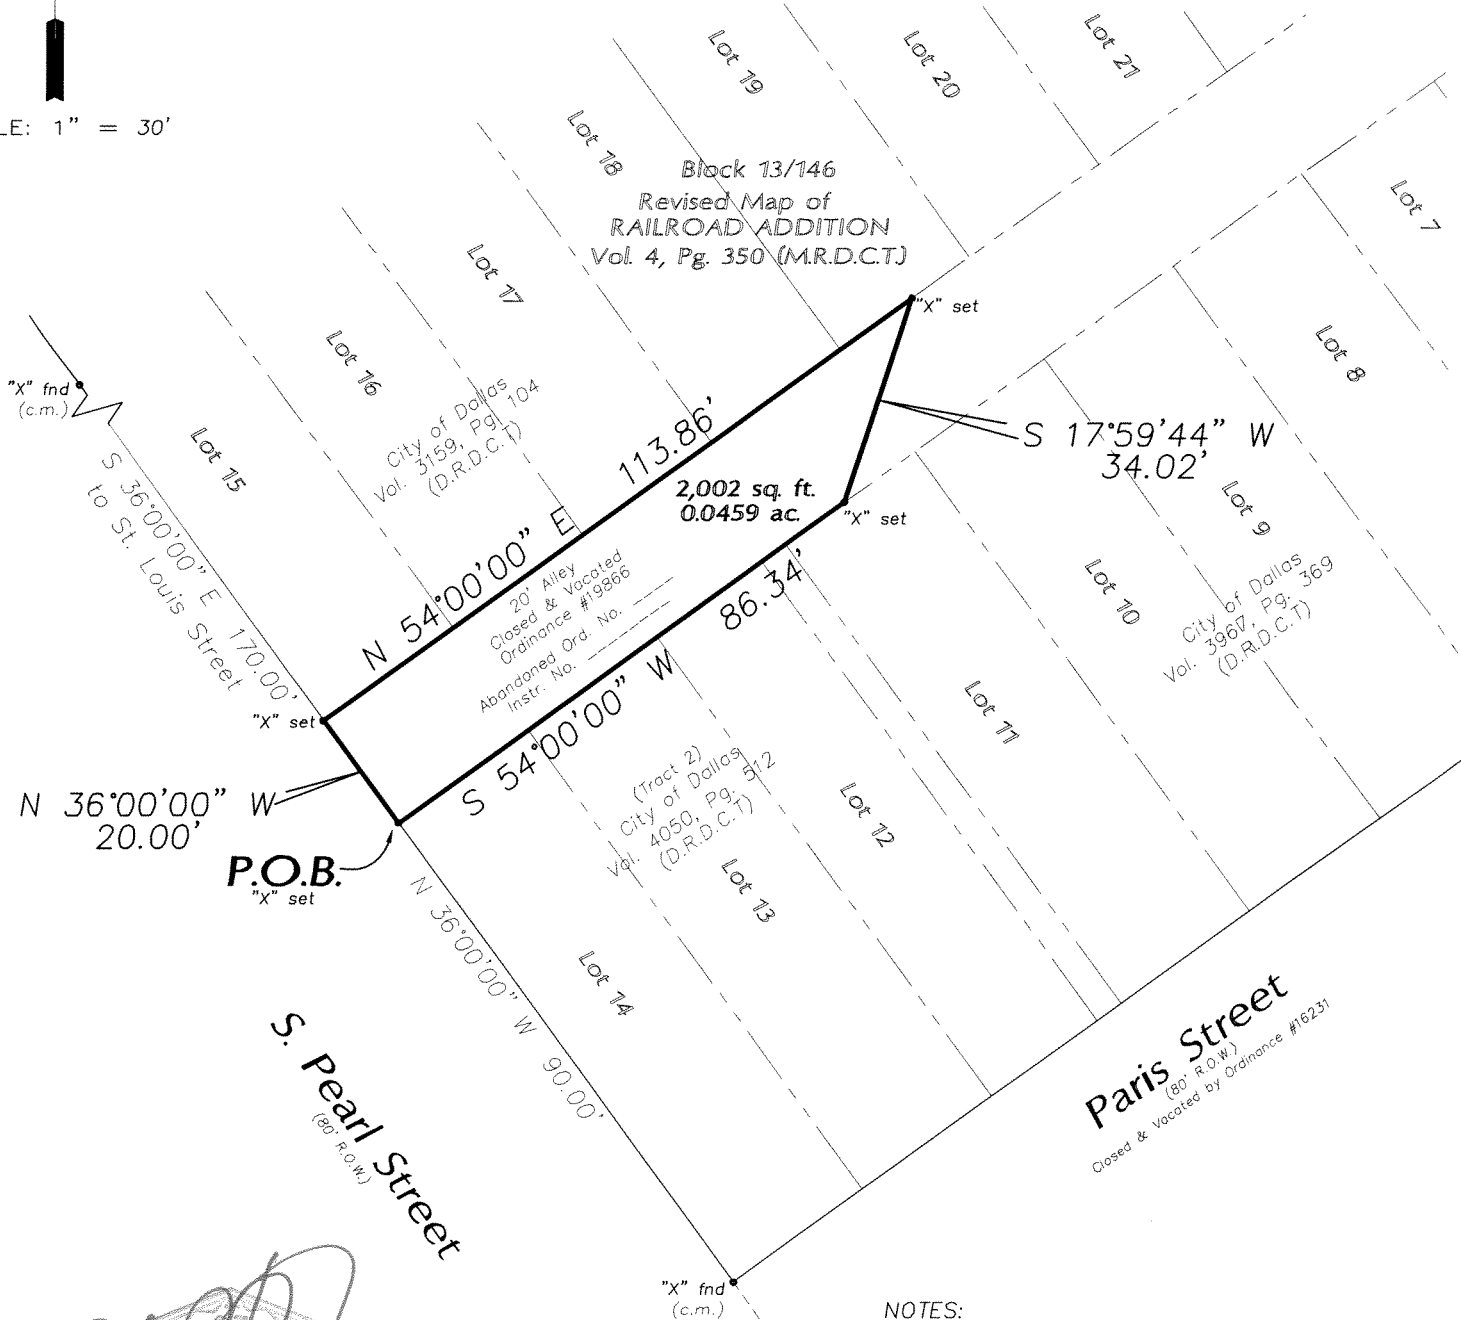 LE: 1" = 30'
Lot 19
Lot 20
Lot 21
Lot 18
Block 13/146
Revised Map of
RAILROAD ADDITION
Vol. 4, Pg. 350 (M.R.D.C.T.)
Lot 7
Lot 17
"X" set
Lot 16
Lot 8
"X" fnd
(c.m.)
City of Dallas
Vol. 3159, Pg. 104
(D.R.D.C.T)
113.86'
S 17°59'44" W
34.02'
Lot 15
2,002 sq. ft.
0.0459 ac.
"X" set
Lot 9
S 36°00'00" E 170.00'
to St. Louis Street
N 54°00'00" E
20' Alley
Closed & Vacated
Ordinance #19866
Abandoned Ord. No.
Instr. No.
86.34'
Lot 10
City of Dallas
Vol. 3967, Pg. 369
(D.R.D.C.T)
S 54°00'00" W
Lot 11
"X" set
N 36°00'00" W
20.00'
(Tract 2)
City of Dallas
Vol. 4050, Pg. 512
(D.R.D.C.T)
Lot 12
P.O.B.
"X" set
Lot 13
N 36°00'00" W 90.00'
Lot 14
S. Pearl Street
(80' R.O.W.)
Paris Street
(80' R.O.W.)
Closed & Vacated by Ordinance #16231
"X" fnd
(c.m.)
NOTES: